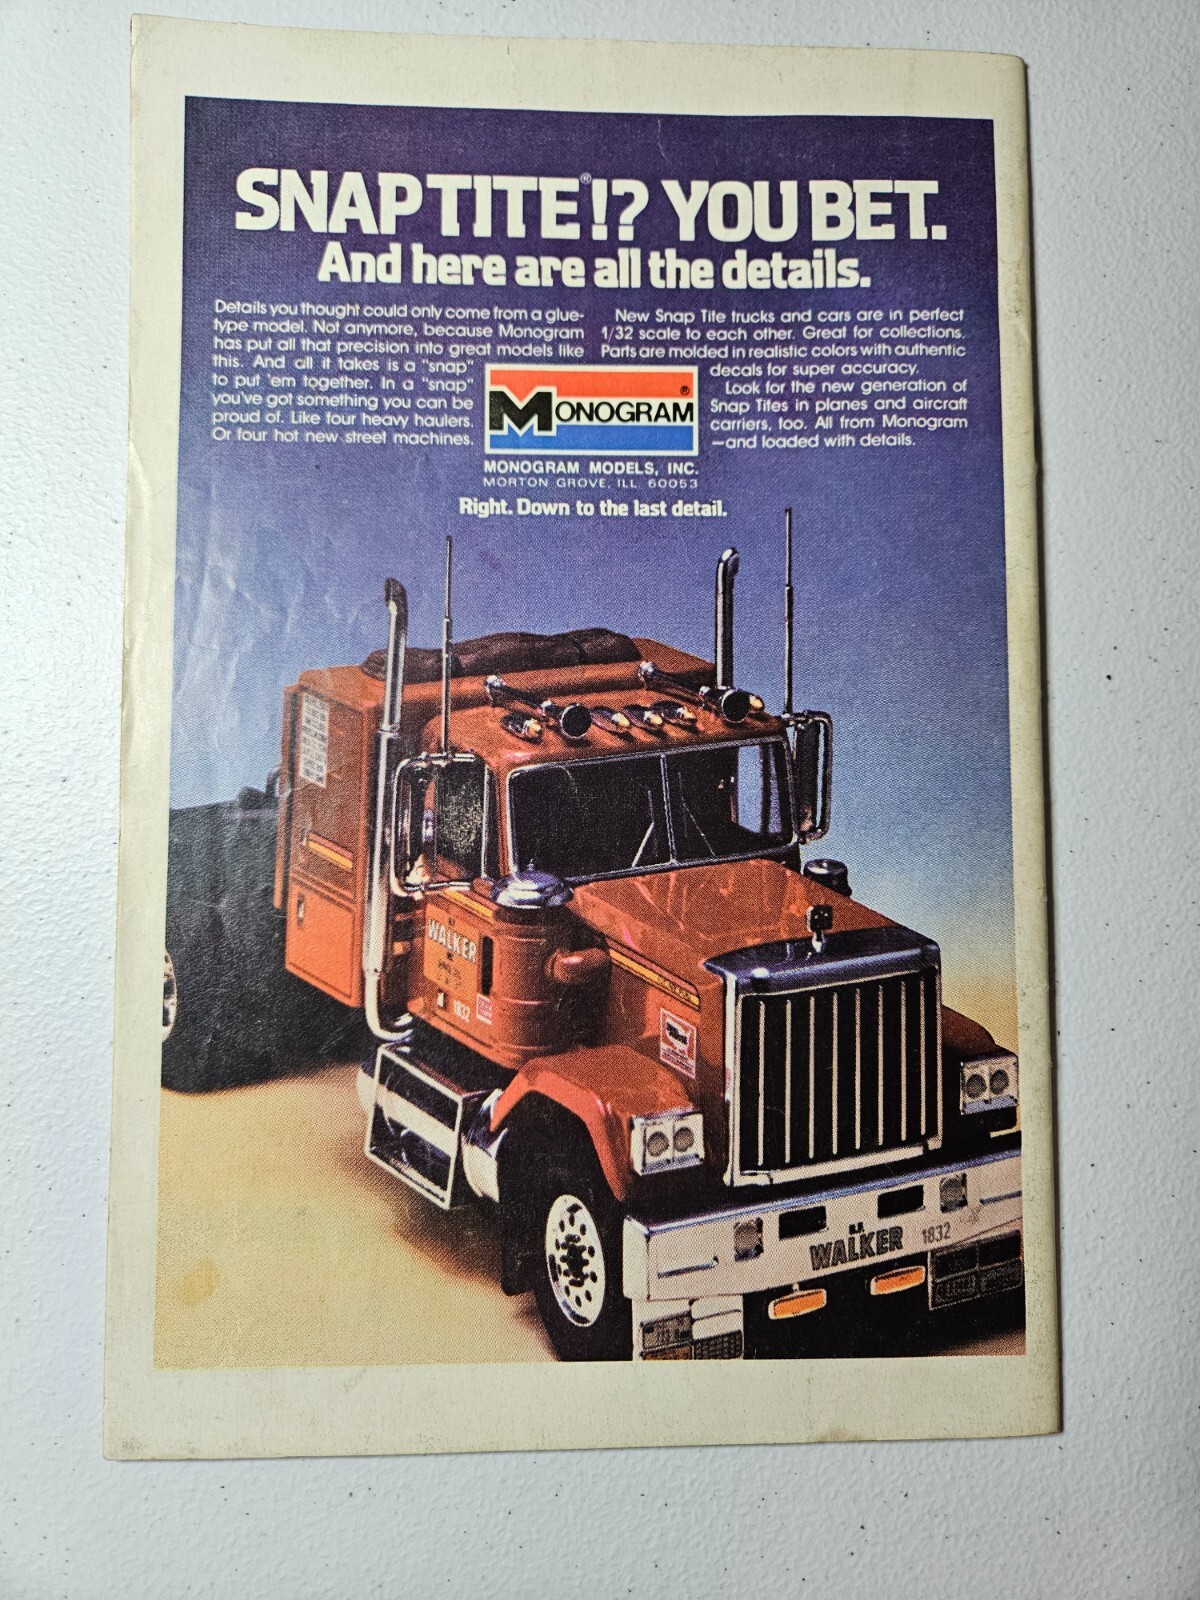 SNAP TITE®!? YOU BET.
And here are all the details.
Details you thought could only come from a glue-
type model. Not anymore, because Monogram
has put all that precision into great models like
this. And all it takes is a "snap"
to put 'em together. In a "snap"
you've got something you can be
proud of. Like four heavy haulers.
Or four hot new street machines.
New Snap Tite trucks and cars are in perfect
1/32 scale to each other. Great for collections.
Parts are molded in realistic colors with authentic
decals for super accuracy.
Look for the new generation of
Snap Tites in planes and aircraft
carriers, too. All from Monogram
—and loaded with details.
MONOGRAM ®
MONOGRAM MODELS, INC.
MORTON GROVE, ILL. 60053
Right. Down to the last detail.
WALKER
1832
B.F.
WALKER 1832